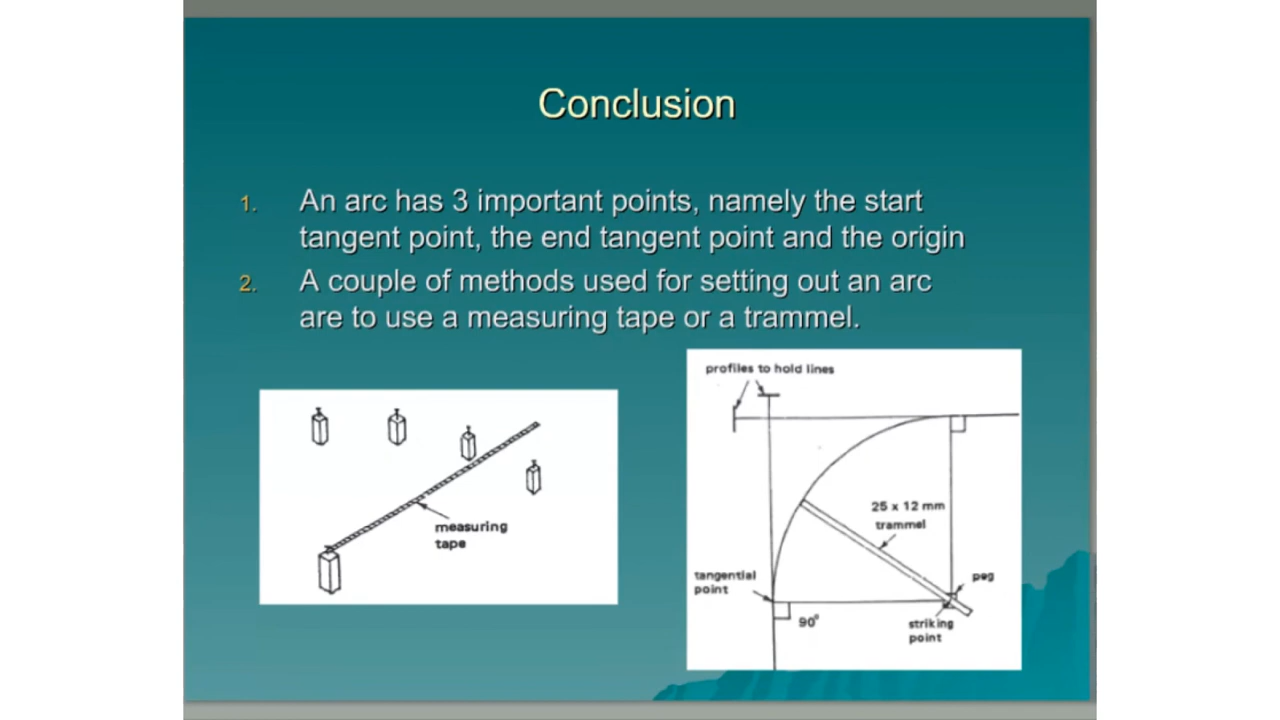 Conclusion
1. An arc has 3 important points, namely the start
tangent point, the end tangent point and the origin
2. A couple of methods used for setting out an arc
are to use a measuring tape or a trammel.
measuring
tape
profiles to hold lines
25 x 12 mm
trammel
tangential
point
peg
90°
striking
point